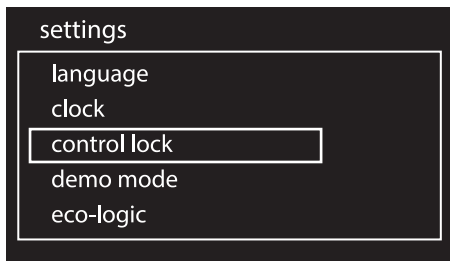 settings
language
clock
control lock
demo mode
eco-logic